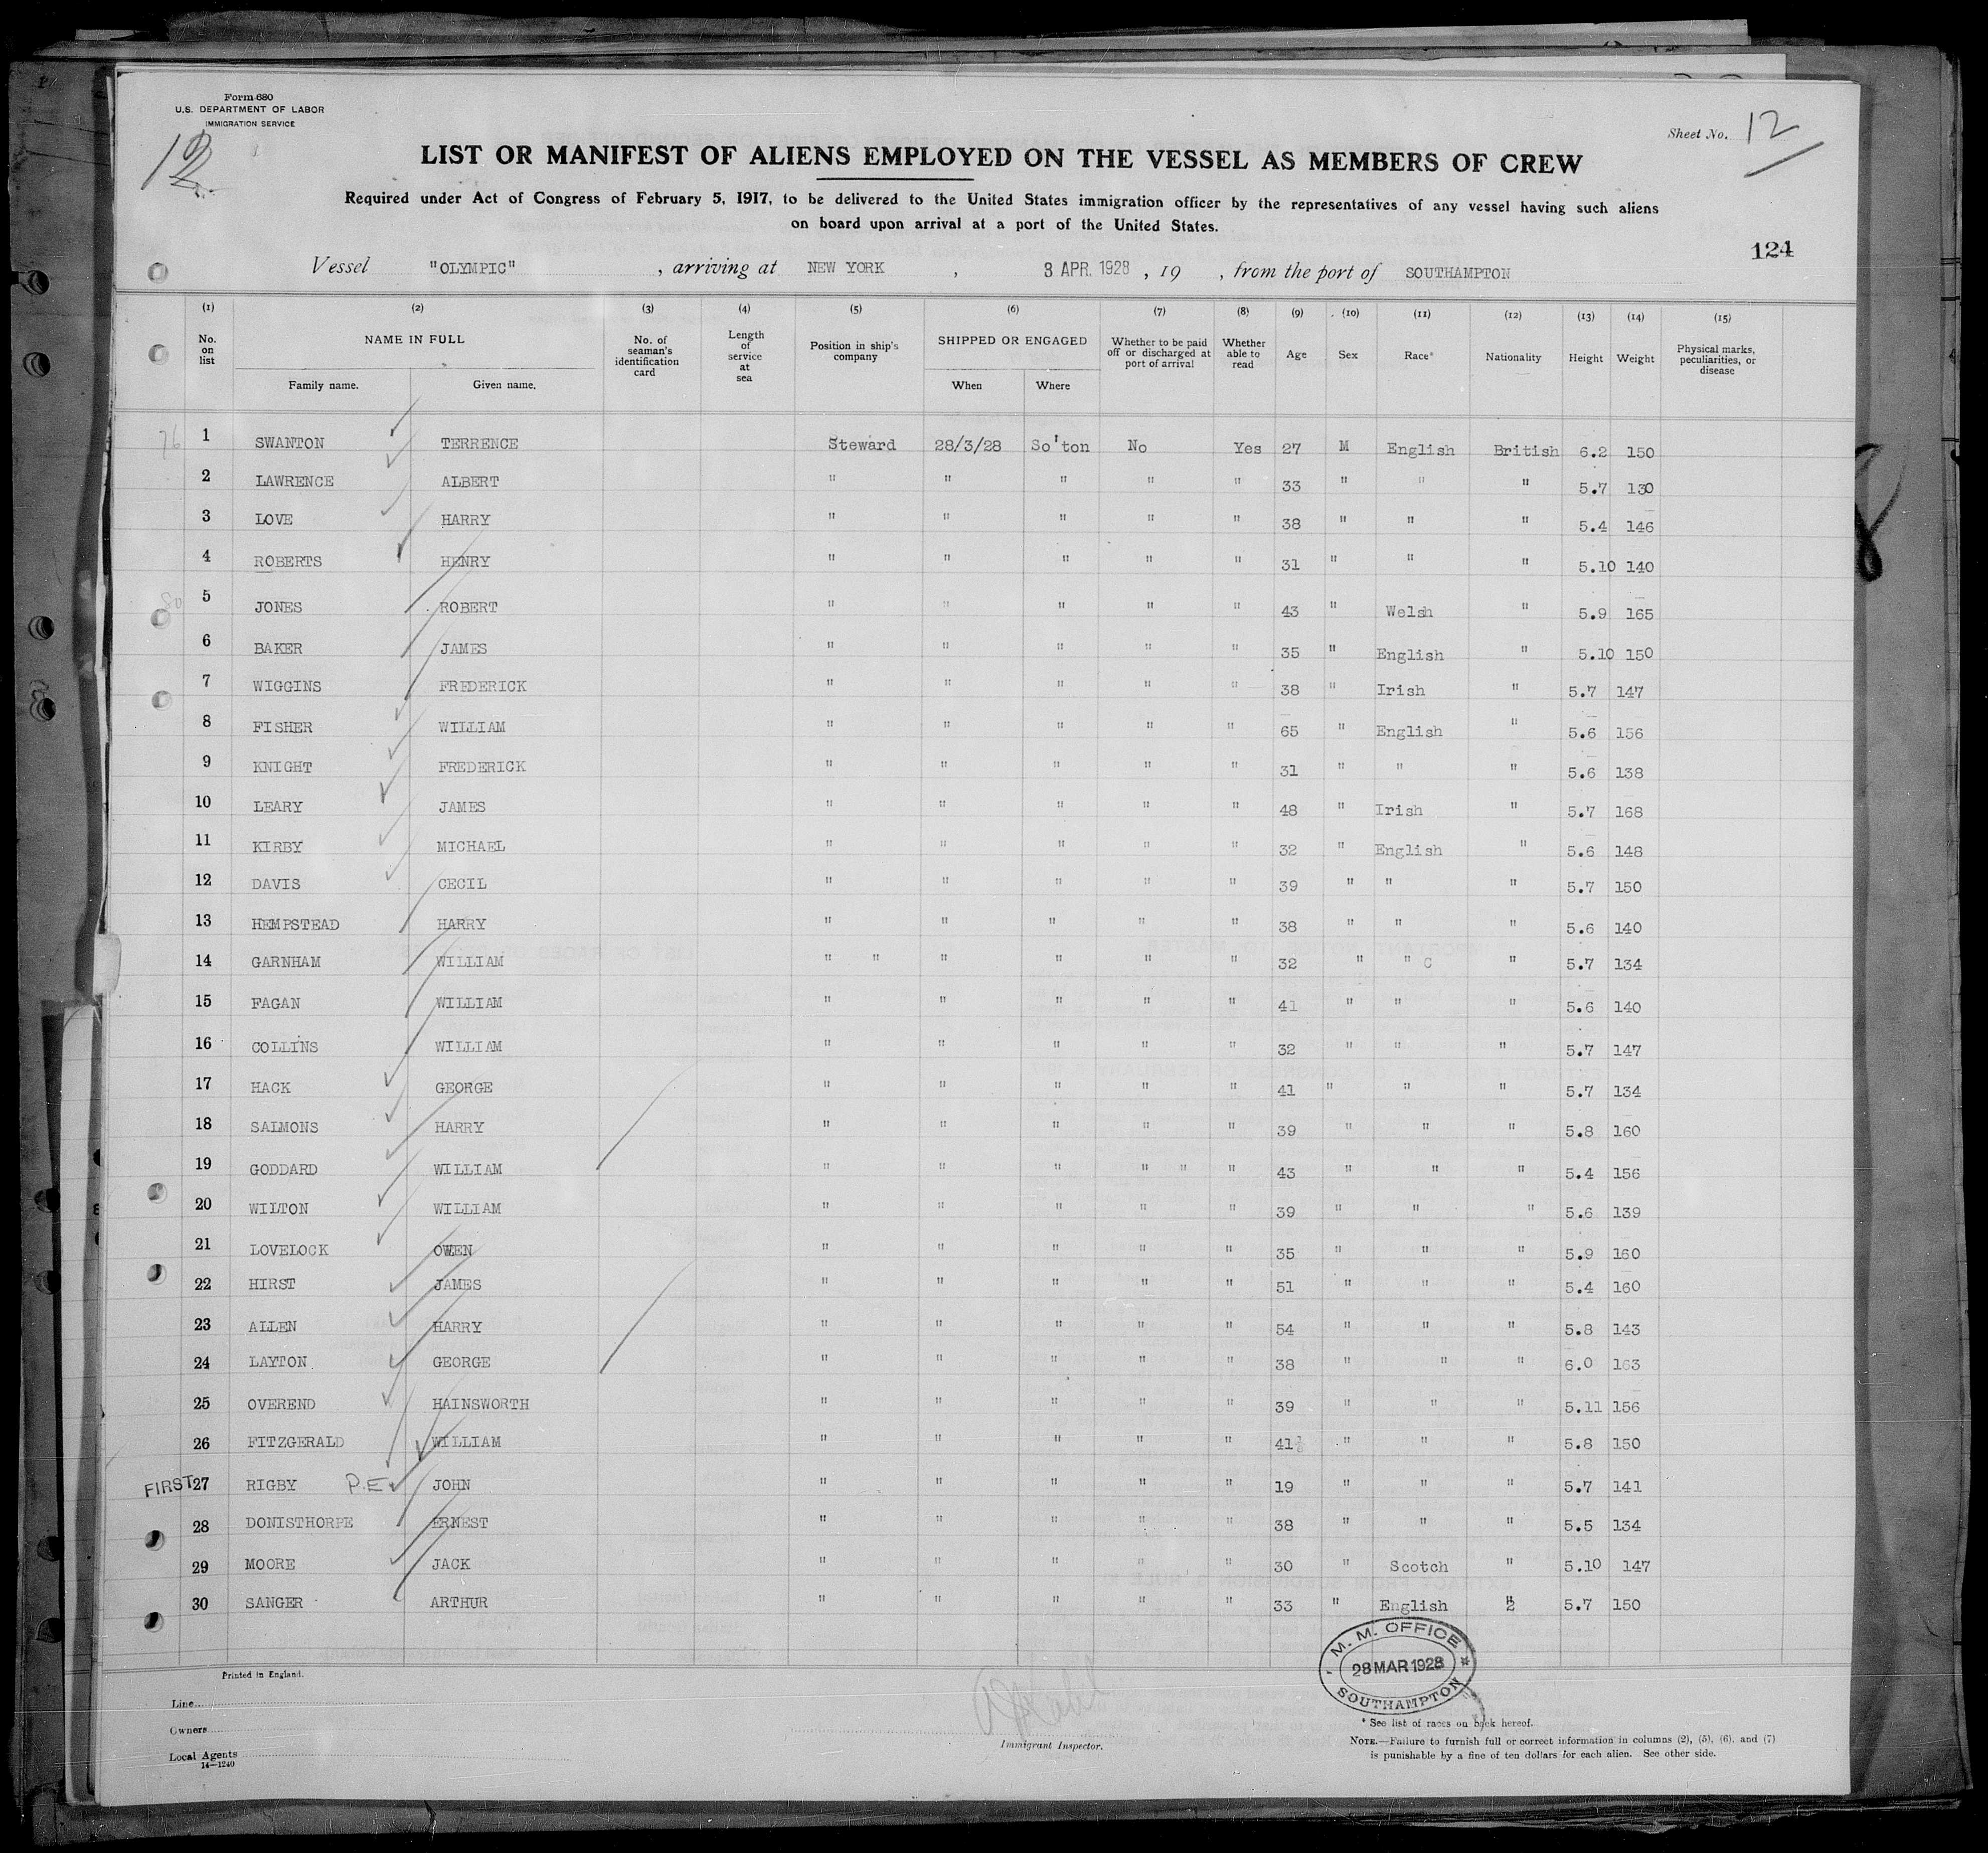 Form 680
U.S. DEPARTMENT OF LABOR
IMMIGRATION SERVICE
12
Sheet No. 12
LIST OR MANIFEST OF ALIENS EMPLOYED ON THE VESSEL AS MEMBERS OF CREW
Required under Act of Congress of February 5, 1917, to be delivered to the United States immigration officer by the representatives of any vessel having such aliens
on board upon arrival at a port of the United States.
124
Vessel "OLYMPIC" , arriving at NEW YORK , 3 APR. 1928 , 19 , from the port of SOUTHAMPTON
(1) (2) (3) (4) (5) (6) (7) (8) (9) (10) (11) (12) (13) (14) (15)
No. on list NAME IN FULL Family name. Given name. No. of seaman's identification card Length of service at sea Position in ship's company SHIPPED OR ENGAGED When Where Whether to be paid off or discharged at port of arrival Whether able to read Age Sex Race* Nationality Height Weight Physical marks, peculiarities, or disease
76 1 SWANTON TERRENCE Steward 28/3/28 So'ton No Yes 27 M English British 6.2 150
2 LAWRENCE ALBERT " " " " " 33 " " " 5.7 130
3 LOVE HARRY " " " " " 38 " " " 5.4 146
4 ROBERTS HENRY " " " " " 31 " " " 5.10 140
80 5 JONES ROBERT " " " " " 43 " Welsh " 5.9 165
6 BAKER JAMES " " " " " 35 " English " 5.10 150
7 WIGGINS FREDERICK " " " " " 38 " Irish " 5.7 147
8 FISHER WILLIAM " " " " " 65 " English " 5.6 156
9 KNIGHT FREDERICK " " " " " 31 " " " 5.6 138
10 LEARY JAMES " " " " " 48 " Irish " 5.7 168
11 KIRBY MICHAEL " " " " " 32 " English " 5.6 148
12 DAVIS CECIL " " " " " 39 " " " 5.7 150
13 HEMPSTEAD HARRY " " " " " 38 " " " 5.6 140
14 GARNHAM WILLIAM " " " " " " 32 " " C " 5.7 134
15 FAGAN WILLIAM " " " " " 41 " " " 5.6 140
16 COLLINS WILLIAM " " " " " 32 " " " 5.7 147
17 HACK GEORGE " " " " " 41 " " " 5.7 134
18 SALMONS HARRY " " " " " 39 " " " 5.8 160
19 GODDARD WILLIAM " " " " " " 43 " " " 5.4 156
20 WILTON WILLIAM " " " " " 39 " " " 5.6 139
21 LOVELOCK OWEN " " " " " 35 " " " 5.9 160
22 HIRST JAMES " " " " " 51 " " " 5.4 160
23 ALLEN HARRY " " " " " 54 " " " 5.8 143
24 LAYTON GEORGE " " " " " 38 " " " 6.0 163
25 OVEREND HAINSWORTH " " " " " 39 " " " 5.11 156
26 FITZGERALD WILLIAM " " " " " 41 " " " 5.8 150
FIRST 27 RIGBY P.E. JOHN " " " " " 19 " " " 5.7 141
28 DONISTHORPE ERNEST " " " " " 38 " " " 5.5 134
29 MOORE JACK " " " " " 30 " Scotch " 5.10 147
30 SANGER ARTHUR " " " " " 33 " English " 5.7 150
M. M. OFFICE
28 MAR 1928
SOUTHAMPTON
Printed in England.
Line
Owners
Local Agents
14—1240
Immigrant Inspector.
* See list of races on back hereof.
NOTE.—Failure to furnish full or correct information in columns (2), (5), (6), and (7)
is punishable by a fine of ten dollars for each alien. See other side.